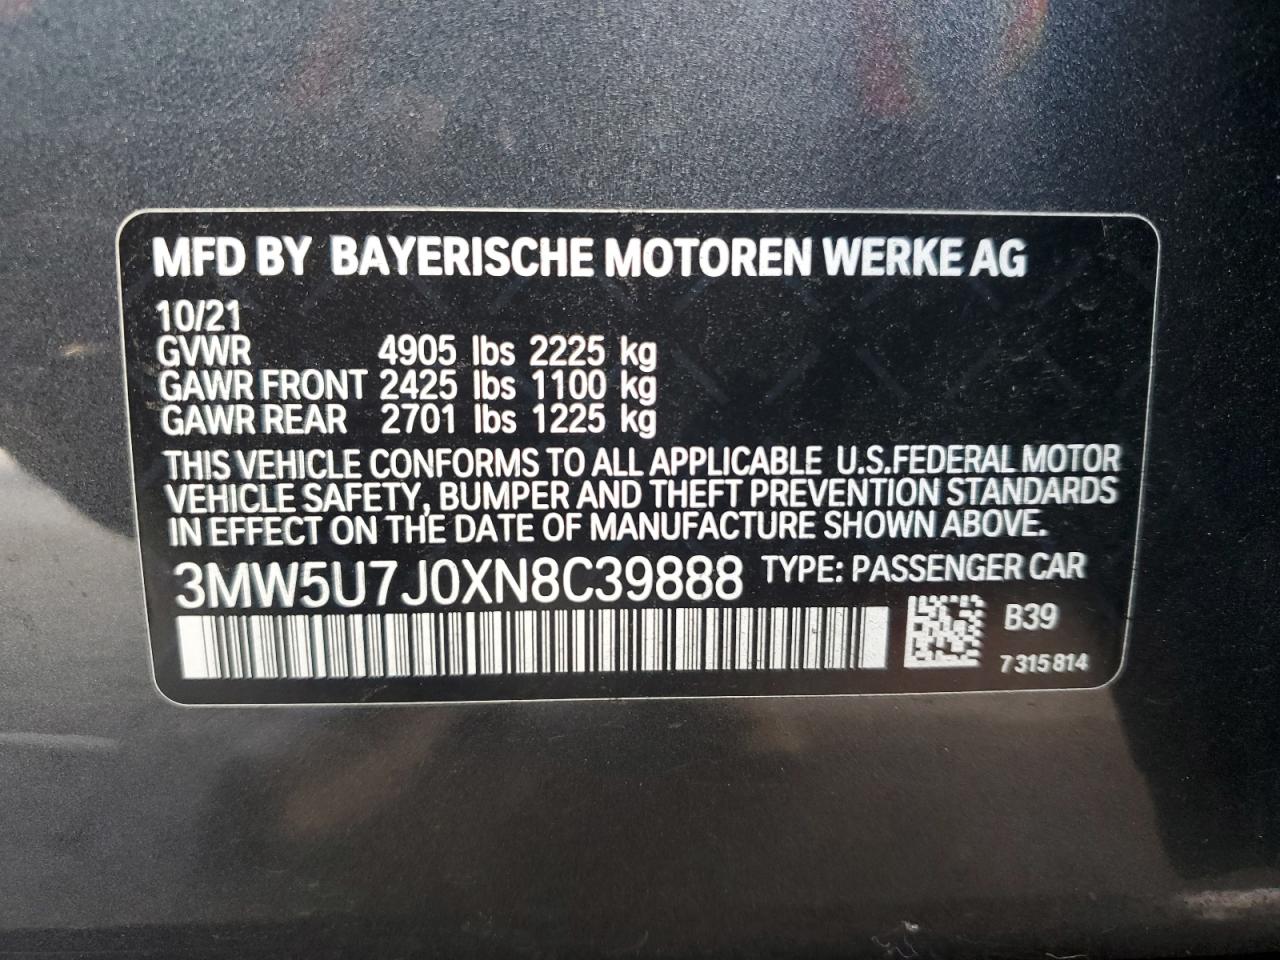 MFD BY BAYERISCHE MOTOREN WERKE AG
10/21
GVWR 4905 lbs 2225 kg
GAWR FRONT 2425 lbs 1100 kg
GAWR REAR 2701 lbs 1225 kg
THIS VEHICLE CONFORMS TO ALL APPLICABLE U.S.FEDERAL MOTOR
VEHICLE SAFETY, BUMPER AND THEFT PREVENTION STANDARDS
IN EFFECT ON THE DATE OF MANUFACTURE SHOWN ABOVE.
3MW5U7J0XN8C39888 TYPE: PASSENGER CAR
B39
7 315 814